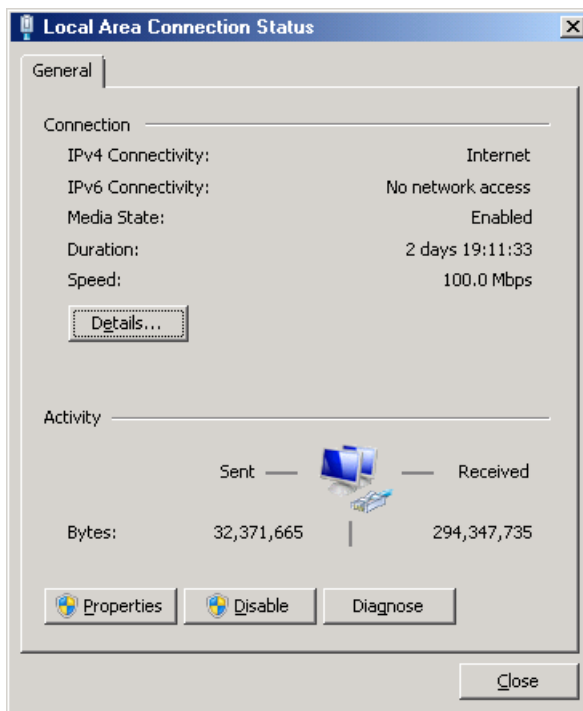 Local Area Connection Status
General
Connection
IPv4 Connectivity: Internet
IPv6 Connectivity: No network access
Media State: Enabled
Duration: 2 days 19:11:33
Speed: 100.0 Mbps
Details...
Activity
Sent Received
Bytes: 32,371,665 294,347,735
Properties Disable Diagnose
Close